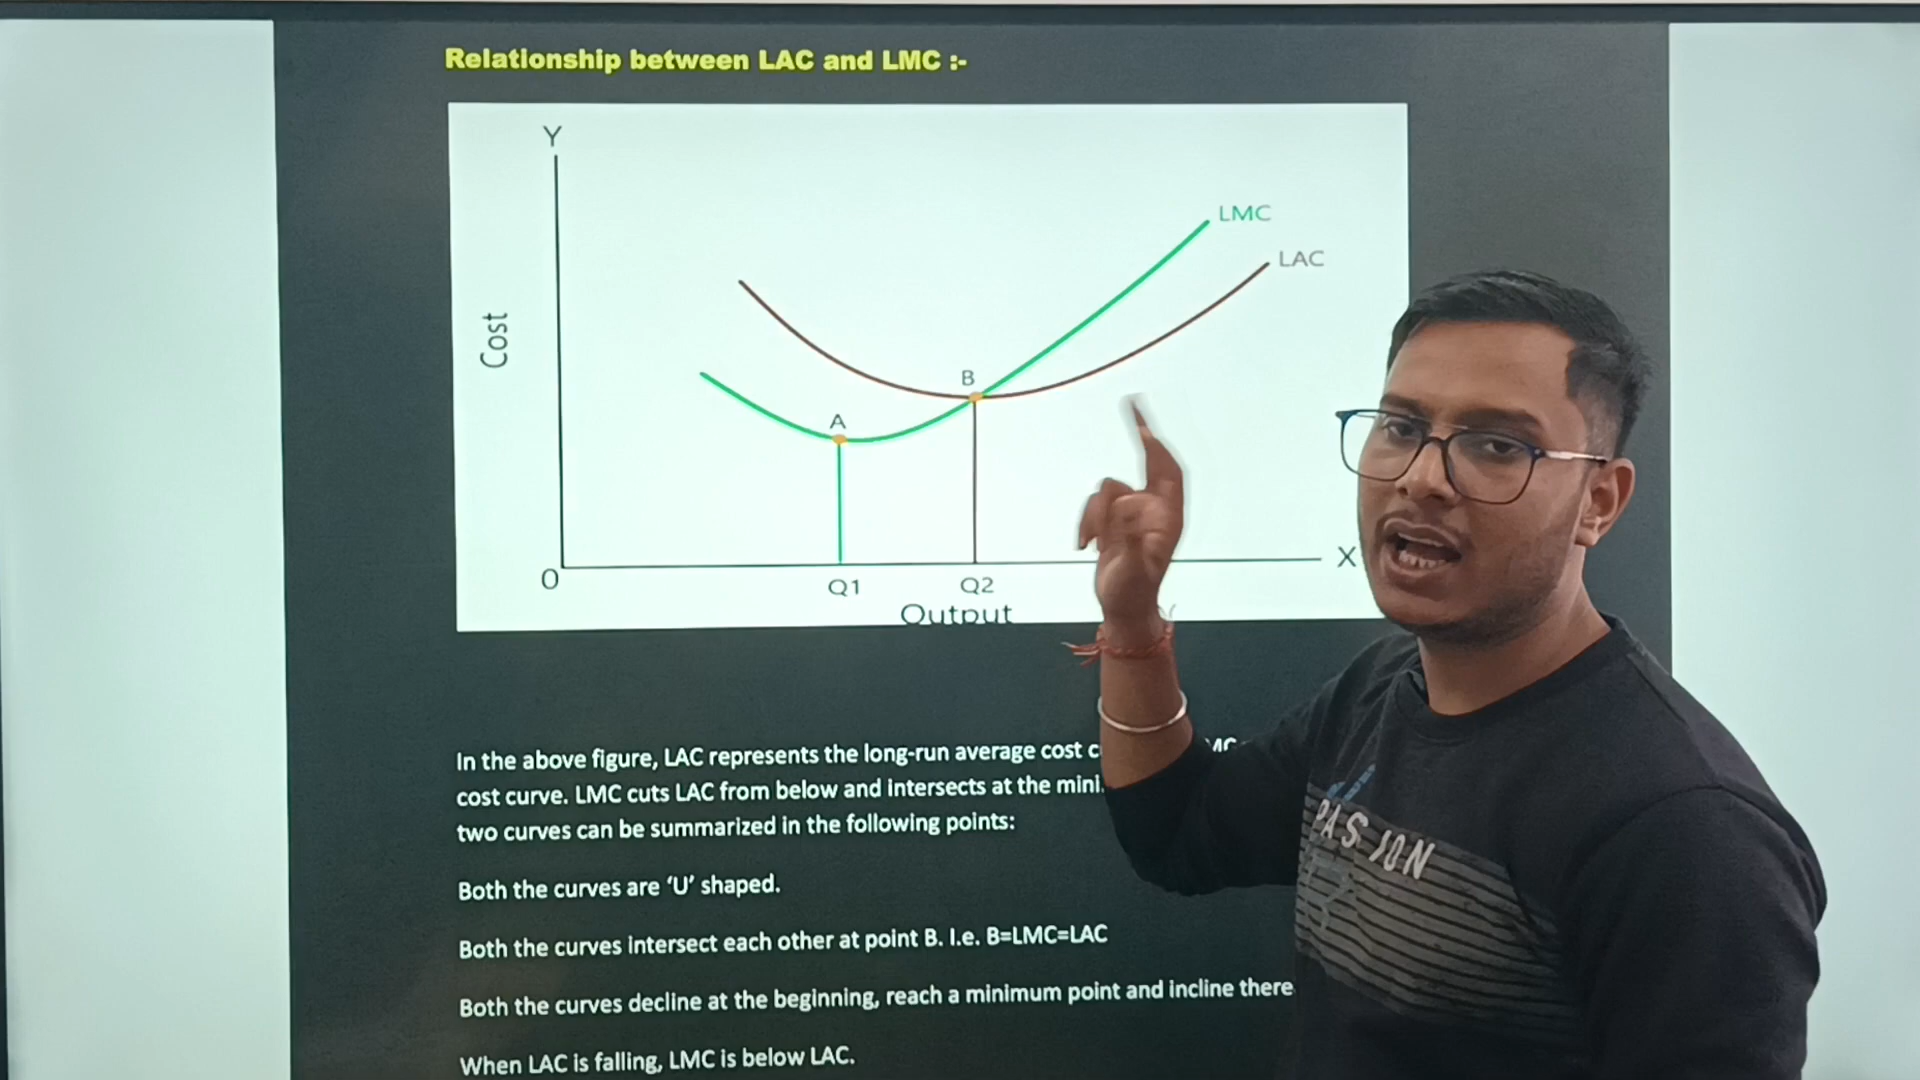 Relationship between LAC and LMC :-
Y
LMC
LAC
Cost
B
A
X
O
Q1
Q2
Output
In the above figure, LAC represents the long-run average cost
cost curve. LMC cuts LAC from below and intersects at the
two curves can be summarized in the following points:
Both the curves are ‘U’ shaped.
Both the curves intersect each other at point B. I.e. B=LMC=LAC
Both the curves decline at the beginning, reach a minimum point and incline there
When LAC is falling, LMC is below LAC.
PASION